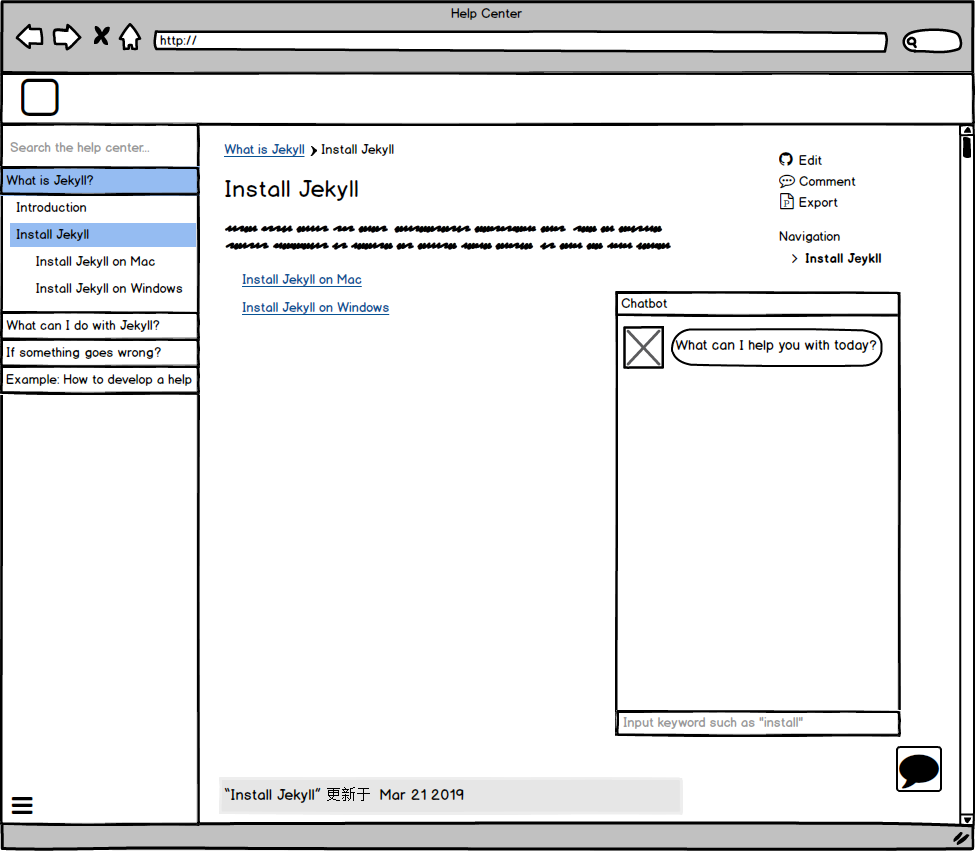 Help Center
http://
Search the help center...
What is Jekyll?
Introduction
Install Jekyll
Install Jekyll on Mac
Install Jekyll on Windows
What can I do with Jekyll?
If something goes wrong?
Example: How to develop a help
What is Jekyll Install Jekyll
Install Jekyll
Install Jekyll on Mac
Install Jekyll on Windows
Edit
Comment
Export
Navigation
Install Jeykll
Chatbot
What can I help you with today?
Input keyword such as "install"
“Install Jekyll” 更新于 Mar 21 2019